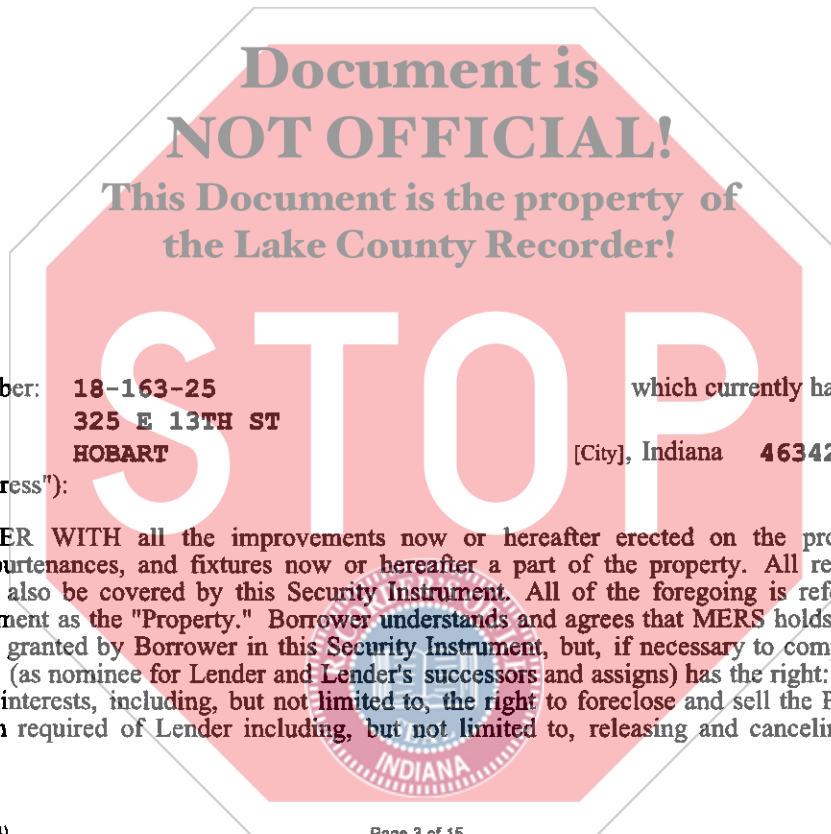 Document is
NOT OFFICIAL!
This Document is the property of
the Lake County Recorder!
STOP
ber: 18-163-25 which currently ha
325 E 13TH ST
HOBART [City], Indiana 46342
ress"):
ER WITH all the improvements now or hereafter erected on the pro
urtenances, and fixtures now or hereafter a part of the property. All re
also be covered by this Security Instrument. All of the foregoing is refe
ment as the "Property." Borrower understands and agrees that MERS holds
granted by Borrower in this Security Instrument, but, if necessary to com
(as nominee for Lender and Lender's successors and assigns) has the right:
interests, including, but not limited to, the right to foreclose and sell the P
n required of Lender including, but not limited to, releasing and cancelin
INDIANA
Page 3 of 15